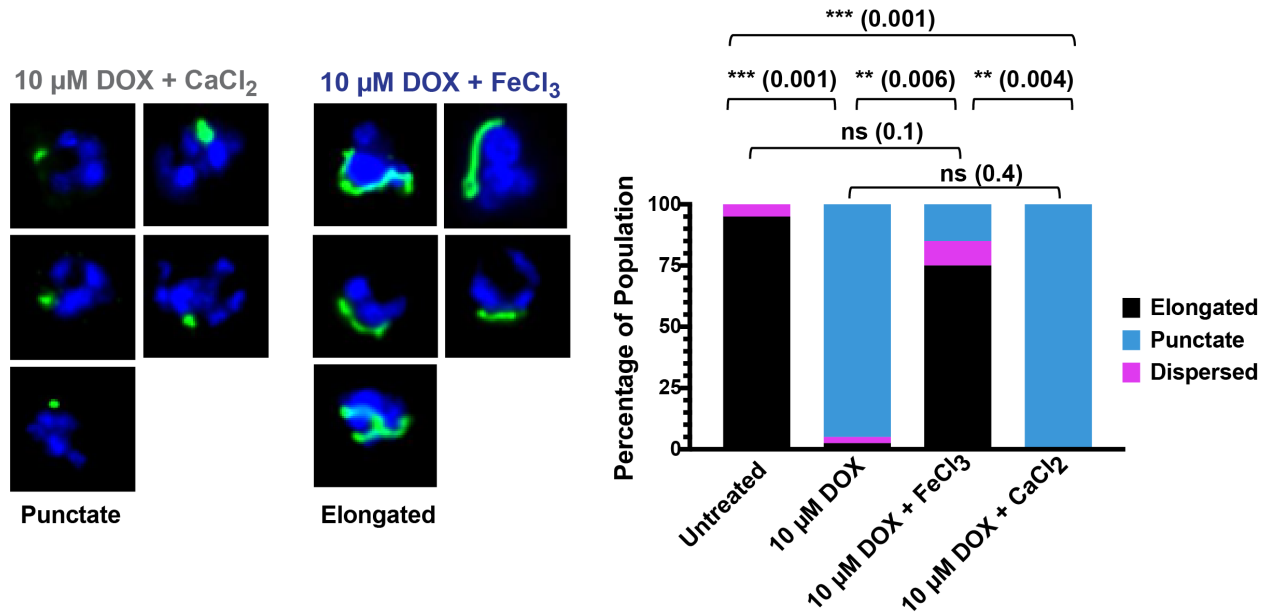 10 µM DOX + CaCl2
10 µM DOX + FeCl3
Punctate
Elongated
*** (0.001)
*** (0.001)
** (0.006)
** (0.004)
ns (0.1)
ns (0.4)
Percentage of Population
100
75
50
25
0
Untreated
10 µM DOX
10 µM DOX + FeCl3
10 µM DOX + CaCl2
Elongated
Punctate
Dispersed